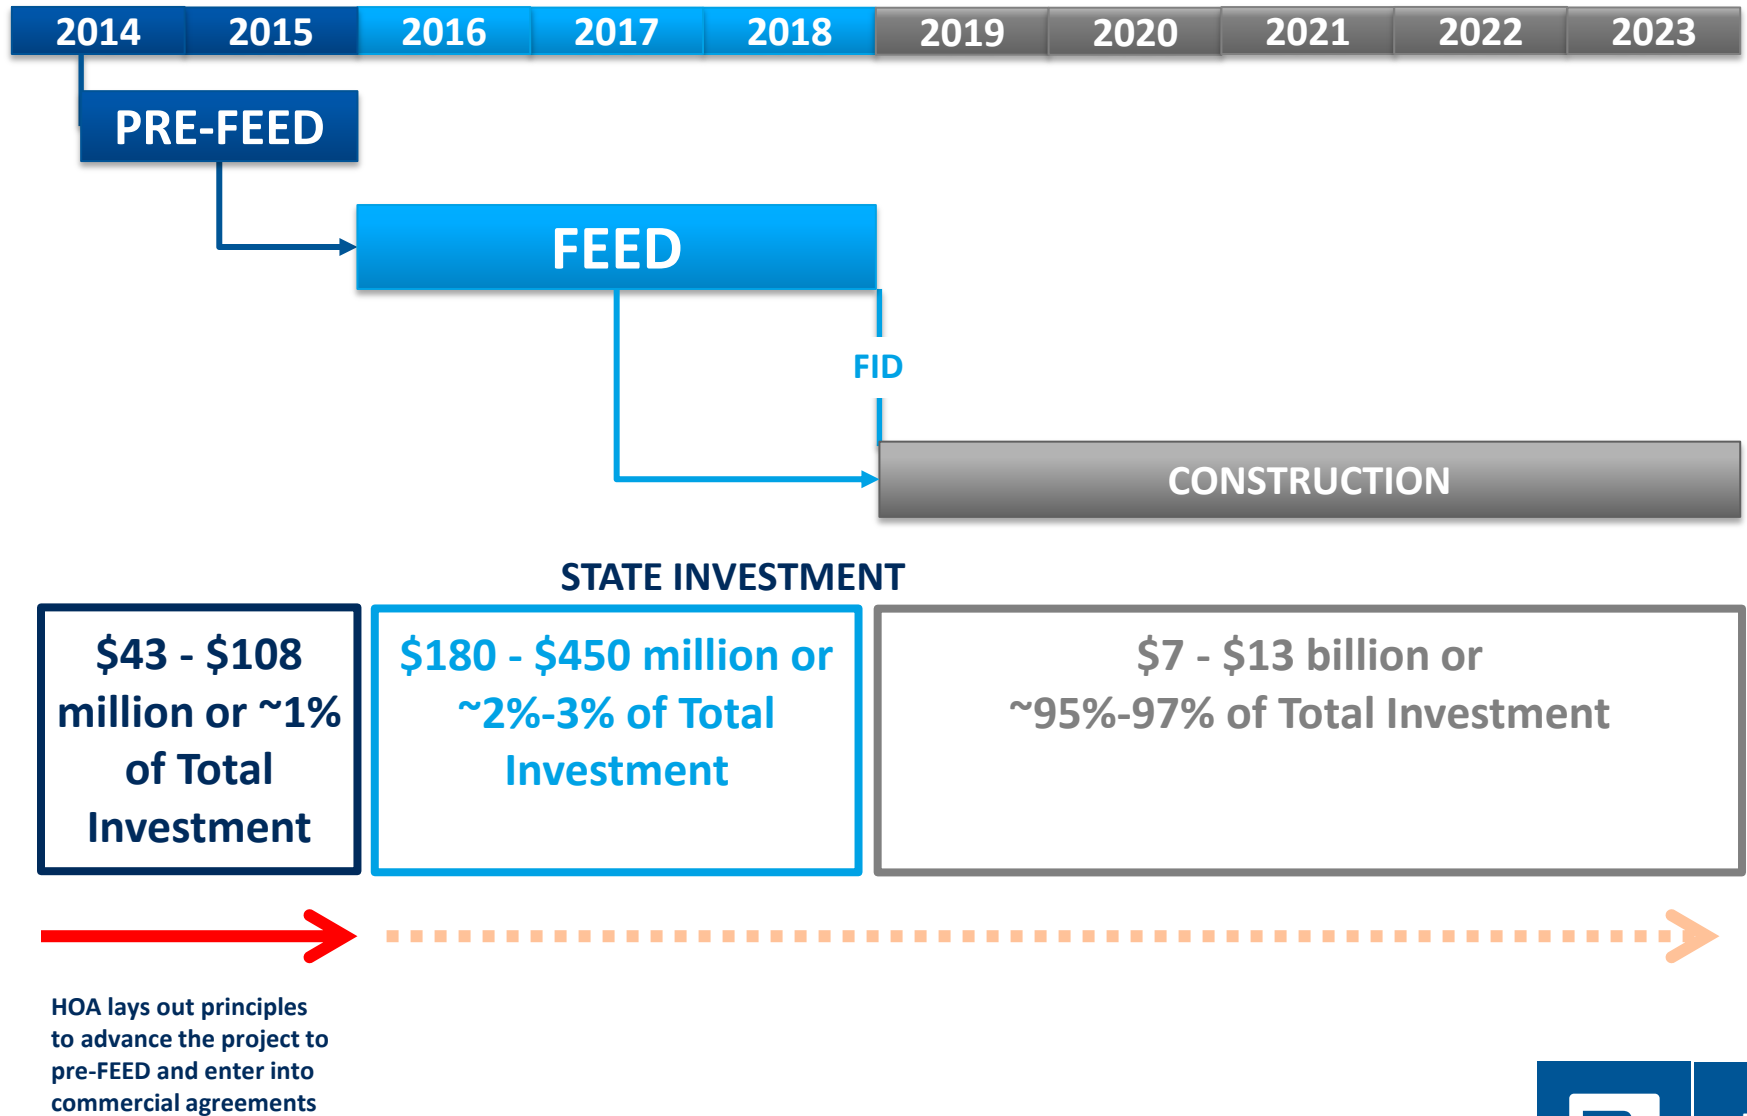 2014 2015 2016 2017 2018 2019 2020 2021 2022 2023
PRE-FEED
FEED
FID
CONSTRUCTION
STATE INVESTMENT
$43 - $108
million or ~1%
of Total
Investment
$180 - $450 million or
~2%-3% of Total
Investment
$7 - $13 billion or
~95%-97% of Total Investment
HOA lays out principles
to advance the project to
pre-FEED and enter into
commercial agreements